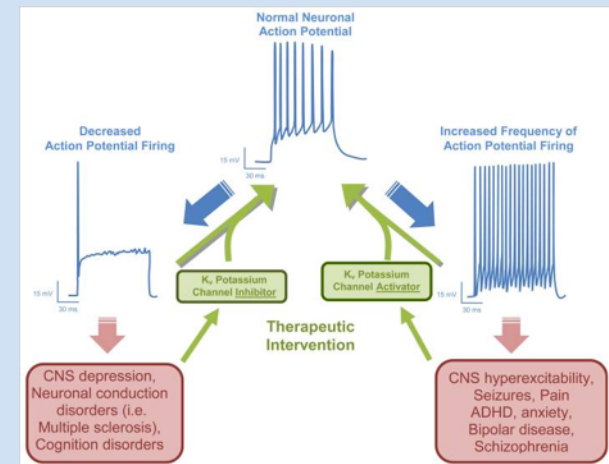 Normal Neuronal
Action Potential
15 mV
30 ms
Decreased
Action Potential Firing
15 mV
30 ms
Increased Frequency of
Action Potential Firing
15 mV
30 ms
Kv Potassium
Channel Inhibitor
Kv Potassium
Channel Activator
Therapeutic
Intervention
CNS depression,
Neuronal conduction
disorders (i.e.
Multiple sclerosis),
Cognition disorders
CNS hyperexcitability,
Seizures, Pain
ADHD, anxiety,
Bipolar disease,
Schizophrenia